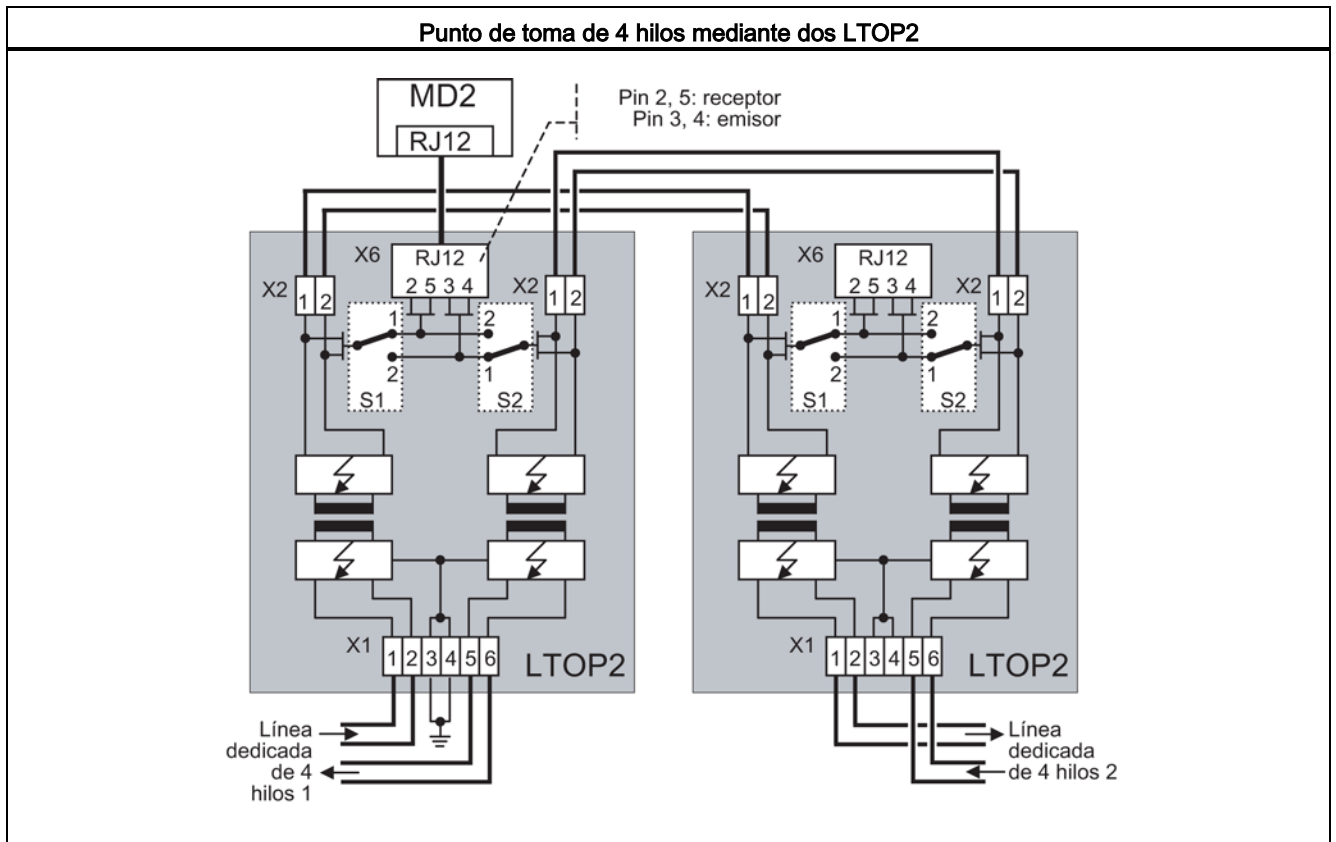 Punto de toma de 4 hilos mediante dos LTOP2
MD2
RJ12
Pin 2, 5: receptor
Pin 3, 4: emisor
X6
RJ12
2 5 3 4
X2
1 2
X2
1 2
1
2
S1
2
1
S2
X1
1 2 3 4 5 6
LTOP2
Línea
dedicada
de 4
hilos 1
X6
RJ12
2 5 3 4
X2
1 2
X2
1 2
1
2
S1
2
1
S2
X1
1 2 3 4 5 6
LTOP2
Línea
dedicada
de 4 hilos 2